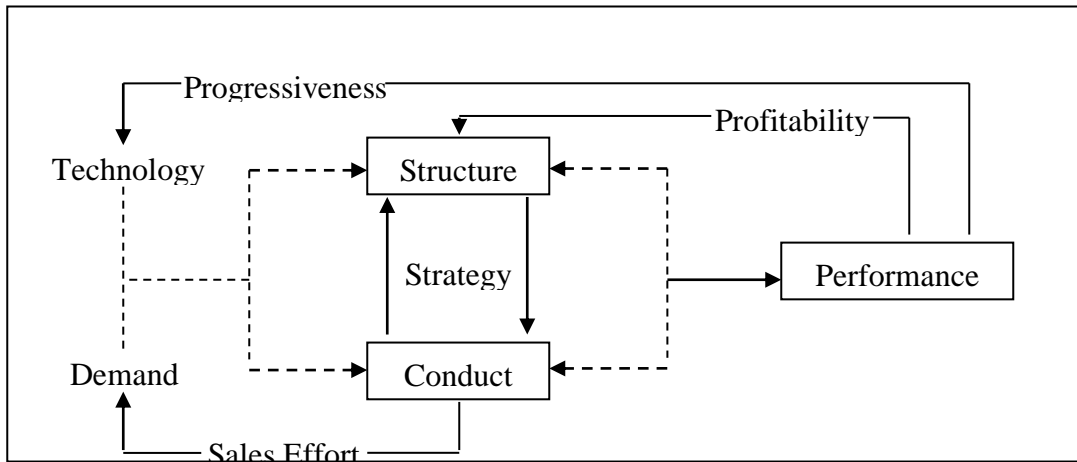 Progressiveness
Profitability
Technology
Structure
Strategy
Performance
Demand
Conduct
Sales Effort